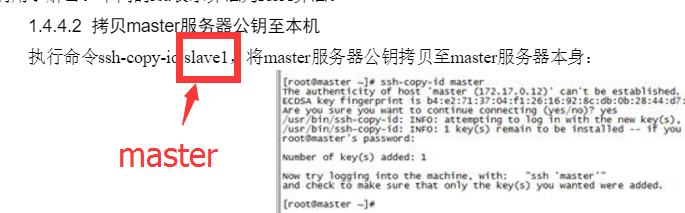 1.4.4.2 拷贝master服务器公钥至本机
执行命令ssh-copy-id slave1，将master服务器公钥拷贝至master服务器本身：
master
[root@master ~]# ssh-copy-id master
The authenticity of host 'master (172.17.0.12)' can't be established.
ECDSA key fingerprint is b4:e2:71:37:04:f1:26:16:92:8c:db:0b:28:44:d7:
Are you sure you want to continue connecting (yes/no)? yes
/usr/bin/ssh-copy-id: INFO: attempting to log in with the new key(s),
/usr/bin/ssh-copy-id: INFO: 1 key(s) remain to be installed -- if you
root@master's password:
Number of key(s) added: 1
Now try logging into the machine, with: "ssh 'master'"
and check to make sure that only the key(s) you wanted were added.
[root@master ~]#